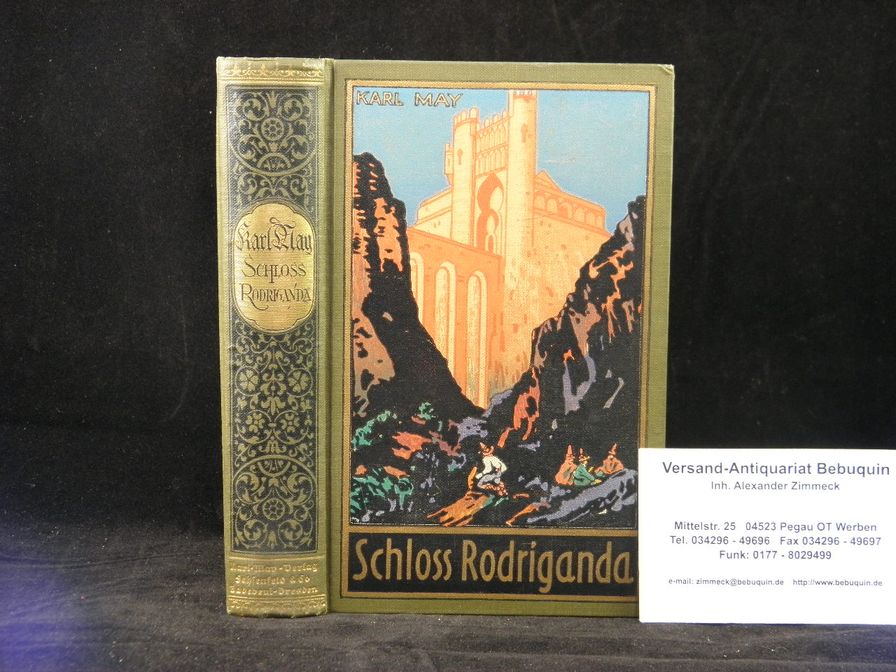 Karl May
SCHLOSS
RODRIGANDA
Karl-May-Verlag
Fehsenfeld & Co
Radebeul-Dresden
KARL MAY
Schloss Rodriganda
Versand-Antiquariat Bebuquin
Inh. Alexander Zimmeck
Mittelstr. 25 04523 Pegau OT Werben
Tel. 034296 - 49696 Fax 034296 - 49697
Funk: 0177 - 8029499
e-mail: zimmeck@bebuquin.de http://www.bebuquin.de